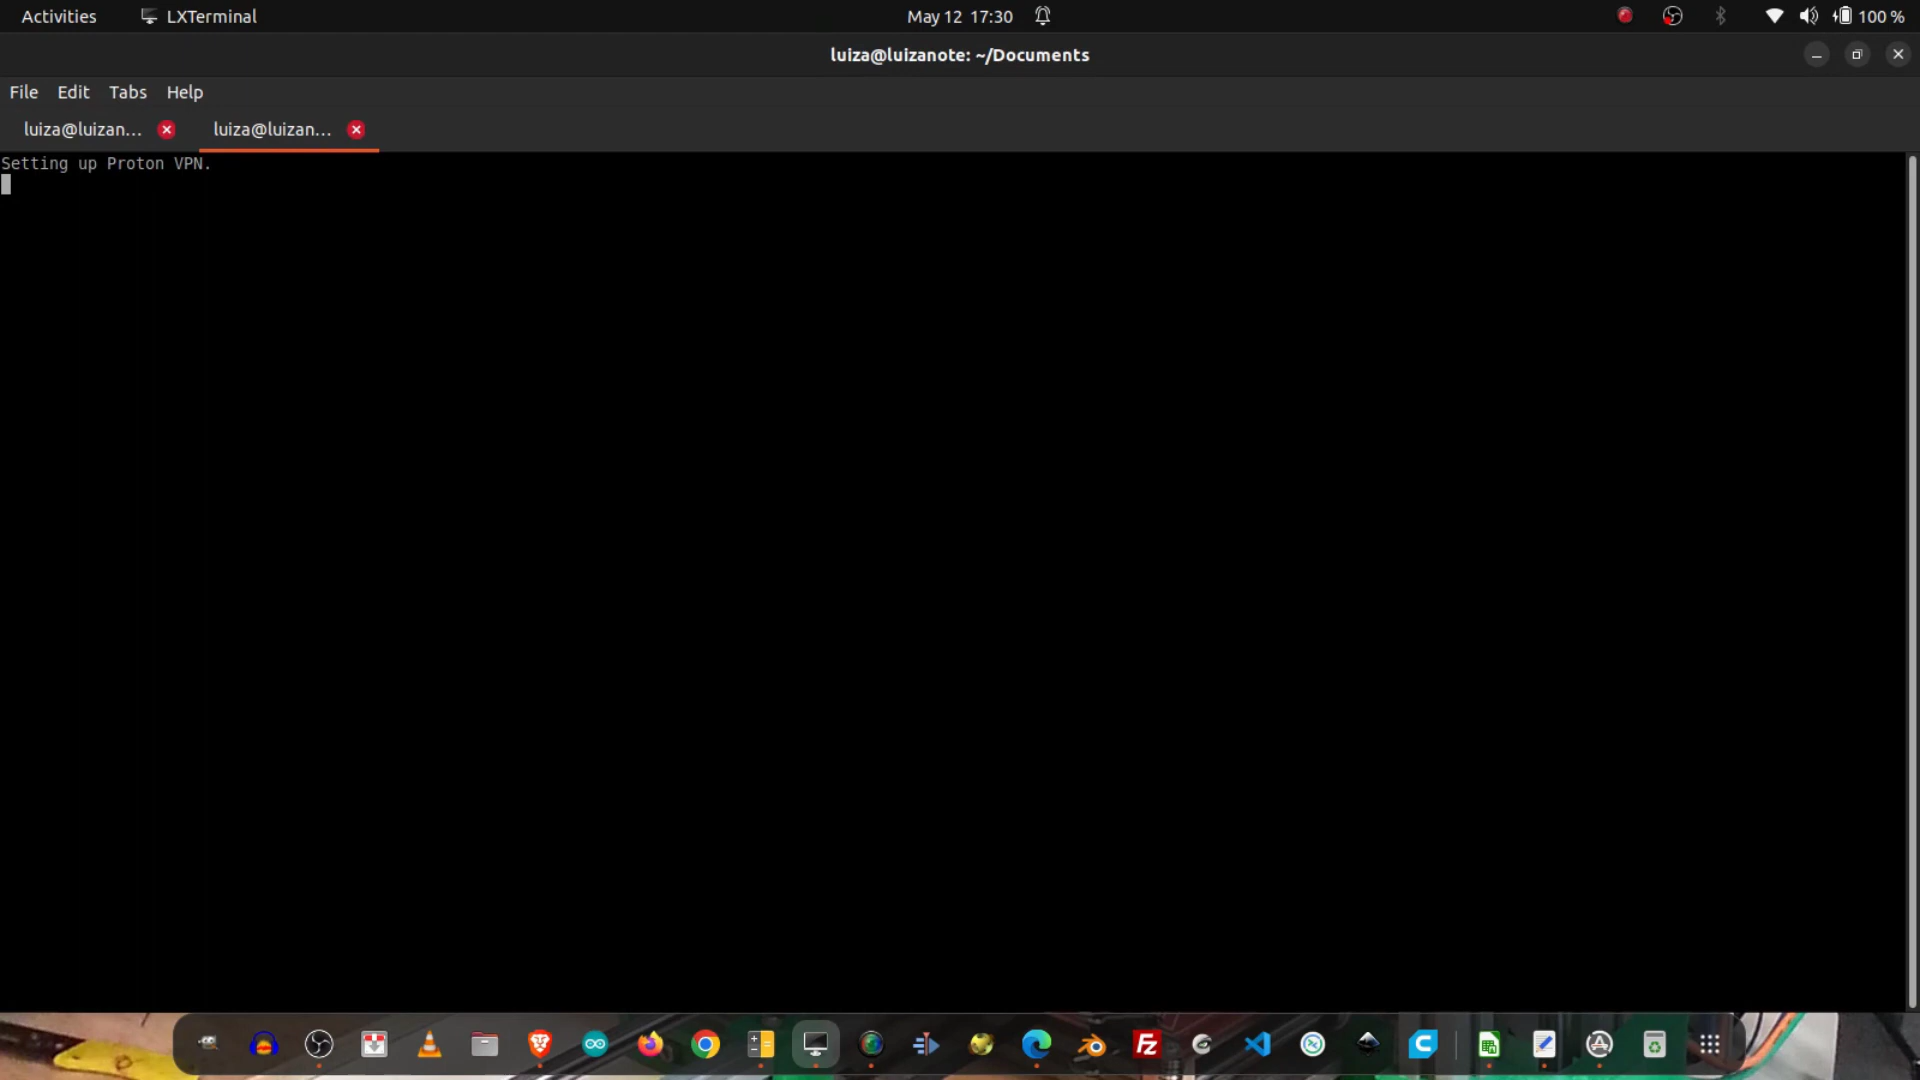 Activities LXTerminal May 12 17:30 100 %
luiza@luizanote: ~/Documents
File Edit Tabs Help
luiza@luizan... luiza@luizan...
Setting up Proton VPN.